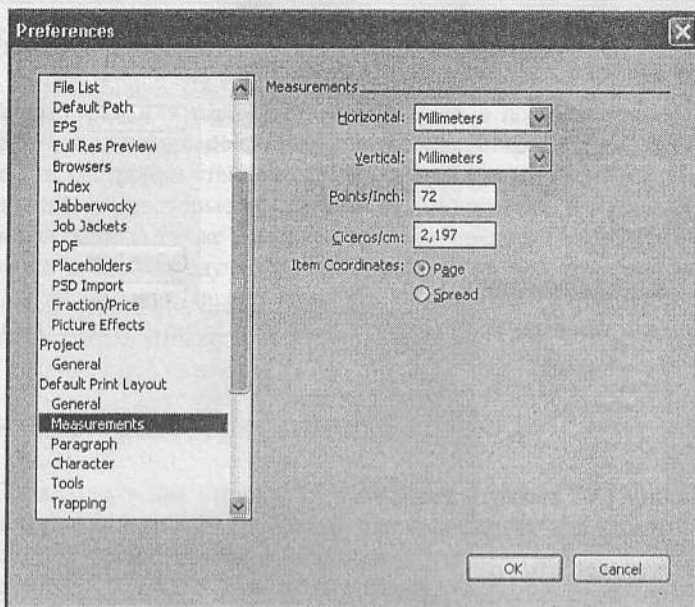 Preferences
File List
Default Path
EPS
Full Res Preview
Browsers
Index
Jabberwocky
Job Jackets
PDF
Placeholders
PSD Import
Fraction/Price
Picture Effects
Project
General
Default Print Layout
General
Measurements
Paragraph
Character
Tools
Trapping
Measurements
Horizontal: Millimeters
Vertical: Millimeters
Points/Inch: 72
Ciceros/cm: 2,197
Item Coordinates: Page
Spread
OK Cancel